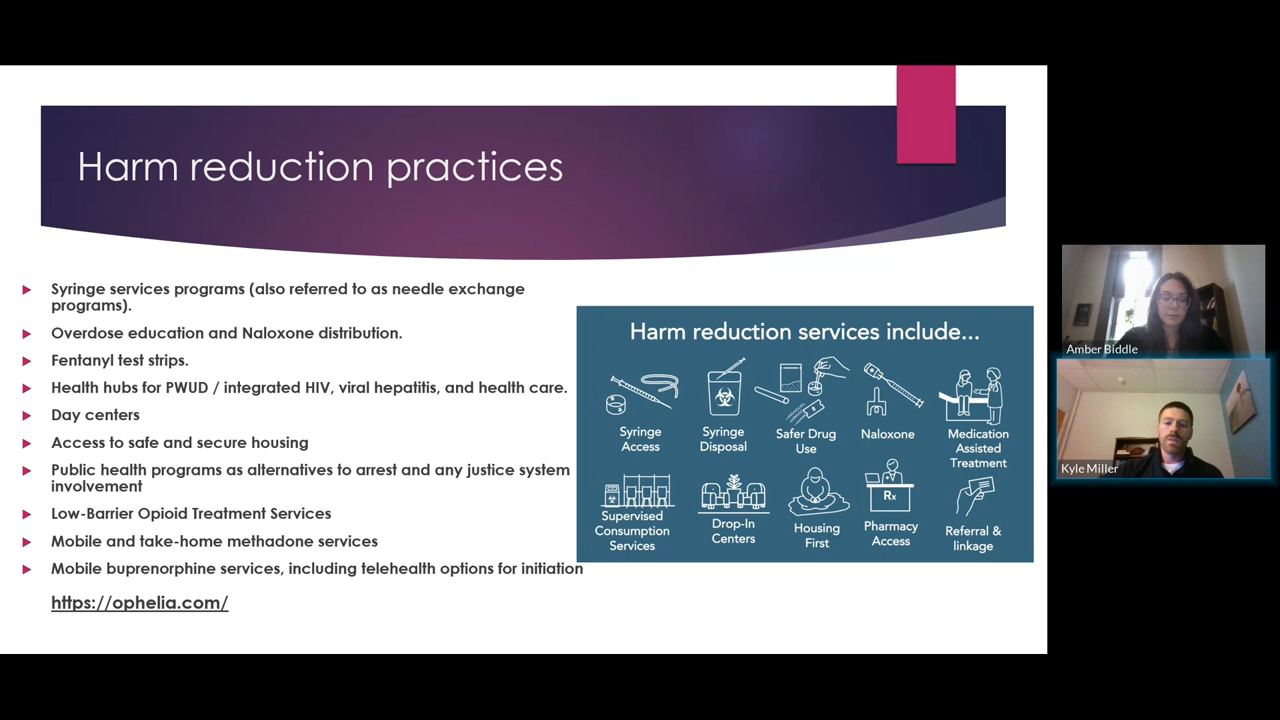 Harm reduction practices
Syringe services programs (also referred to as needle exchange
programs).
Overdose education and Naloxone distribution.
Fentanyl test strips.
Health hubs for PWUD / integrated HIV, viral hepatitis, and health care.
Day centers
Access to safe and secure housing
Public health programs as alternatives to arrest and any justice system
involvement
Low-Barrier Opioid Treatment Services
Mobile and take-home methadone services
Mobile buprenorphine services, including telehealth options for initiation
https://ophelia.com/
Harm reduction services include...
Syringe
Access
Syringe
Disposal
Safer Drug
Use
Naloxone
Medication
Assisted
Treatment
Supervised
Consumption
Services
Drop-In
Centers
Housing
First
Rx
Pharmacy
Access
Referral &
linkage
Amber Biddle
Kyle Miller